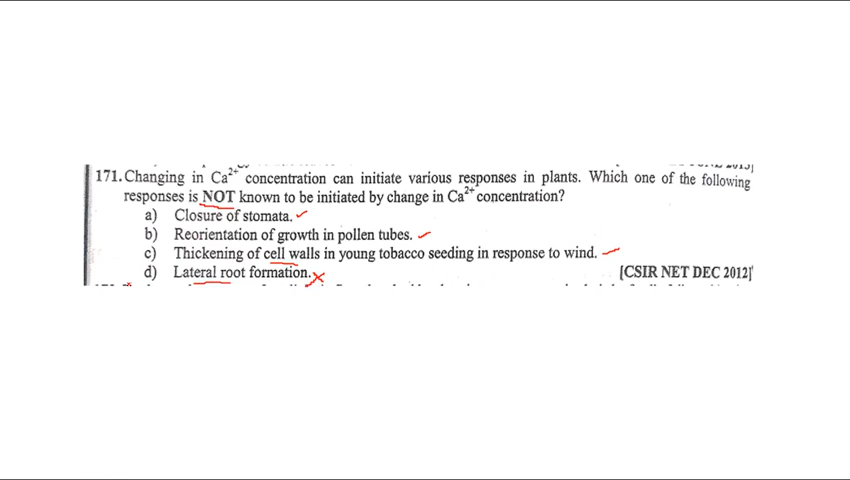 171. Changing in Ca²⁺ concentration can initiate various responses in plants. Which one of the following
responses is NOT known to be initiated by change in Ca²⁺ concentration?
a) Closure of stomata.
b) Reorientation of growth in pollen tubes.
c) Thickening of cell walls in young tobacco seeding in response to wind.
d) Lateral root formation.
[CSIR NET DEC 2012]